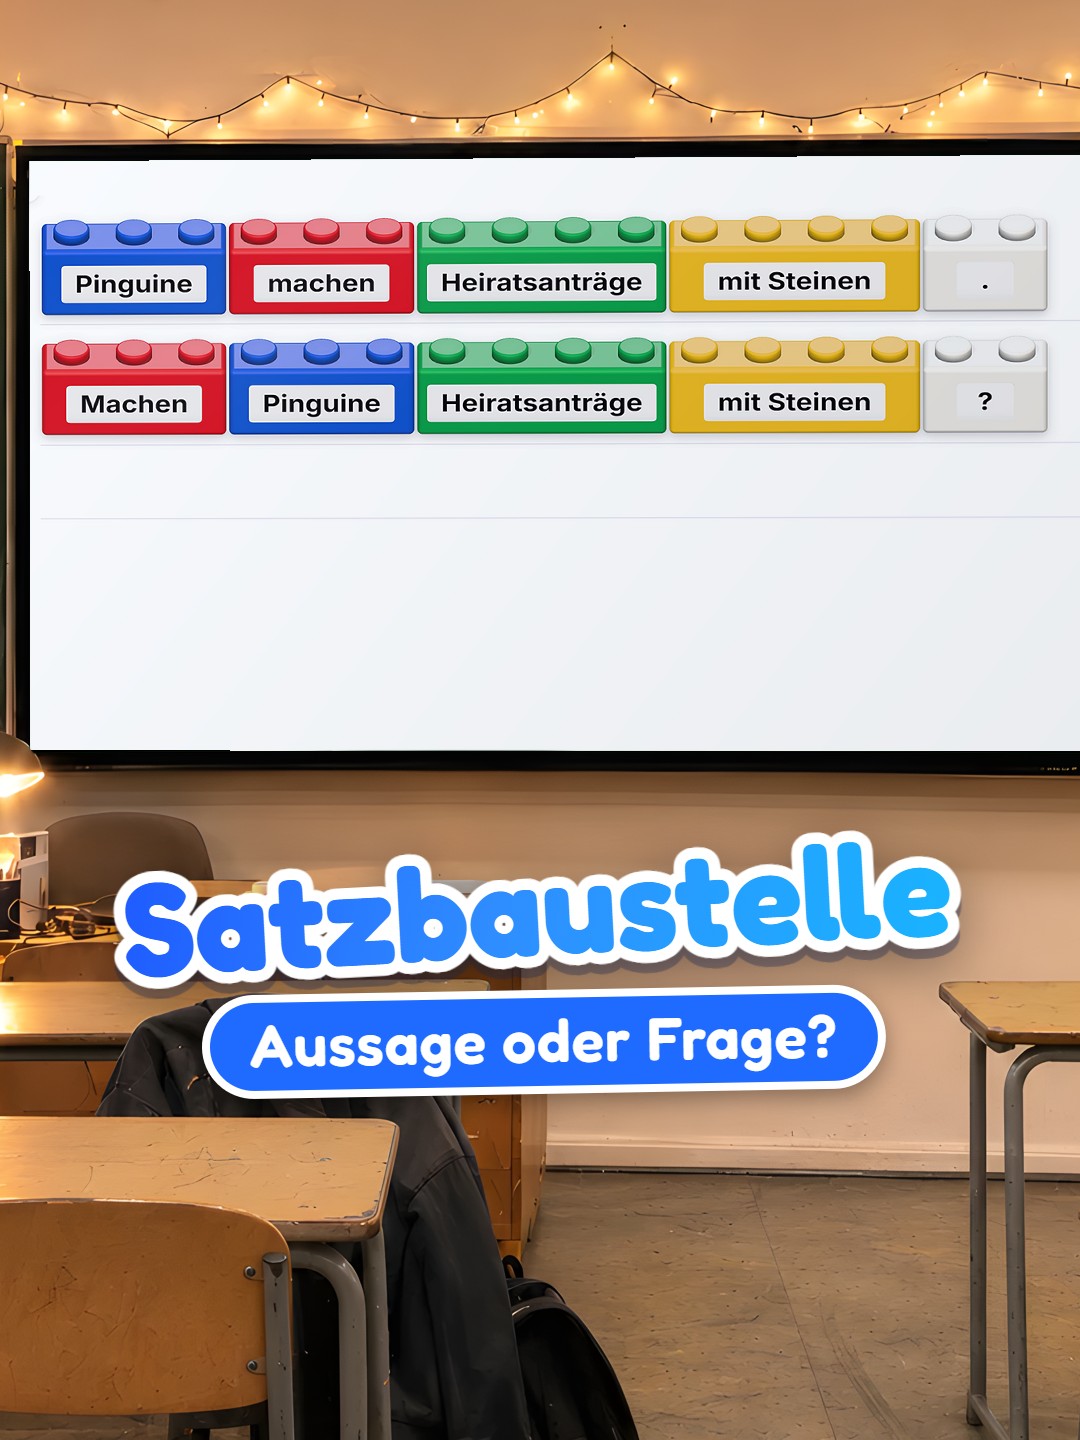 Pinguine machen Heiratsanträge mit Steinen .
Machen Pinguine Heiratsanträge mit Steinen ?
Satzbaustelle
Aussage oder Frage?